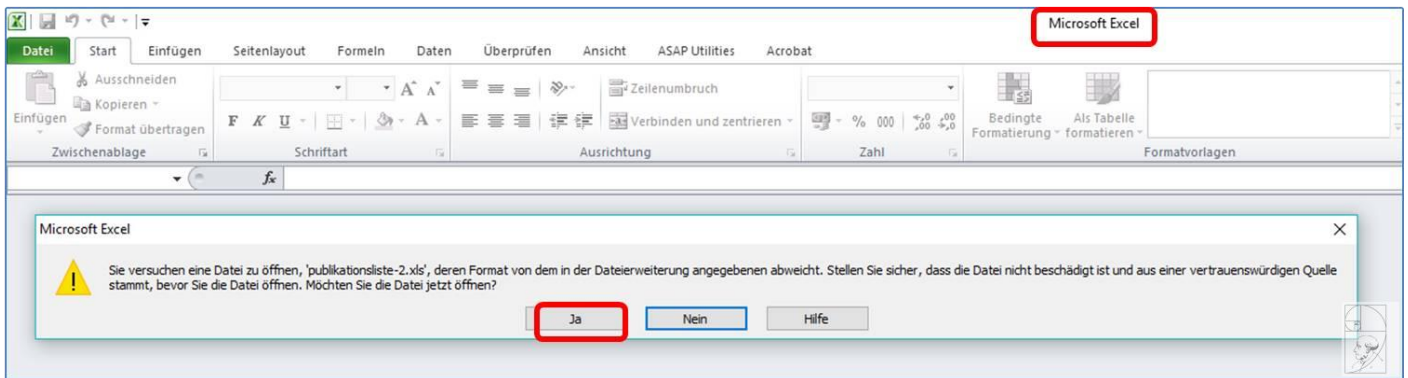 Microsoft Excel
Datei Start Einfügen Seitenlayout Formeln Daten Überprüfen Ansicht ASAP Utilities Acrobat
Ausschneiden
Kopieren
Format übertragen
Einfügen
Zwischenablage
F K U
Schriftart
Zeilenumbruch
Verbinden und zentrieren
Ausrichtung
% 000
Zahl
Bedingte Formatierung
Als Tabelle formatieren
Formatvorlagen
fx
Microsoft Excel
Sie versuchen eine Datei zu öffnen, 'publikationsliste-2.xls', deren Format von dem in der Dateierweiterung angegebenen abweicht. Stellen Sie sicher, dass die Datei nicht beschädigt ist und aus einer vertrauenswürdigen Quelle
stammt, bevor Sie die Datei öffnen. Möchten Sie die Datei jetzt öffnen?
Ja Nein Hilfe